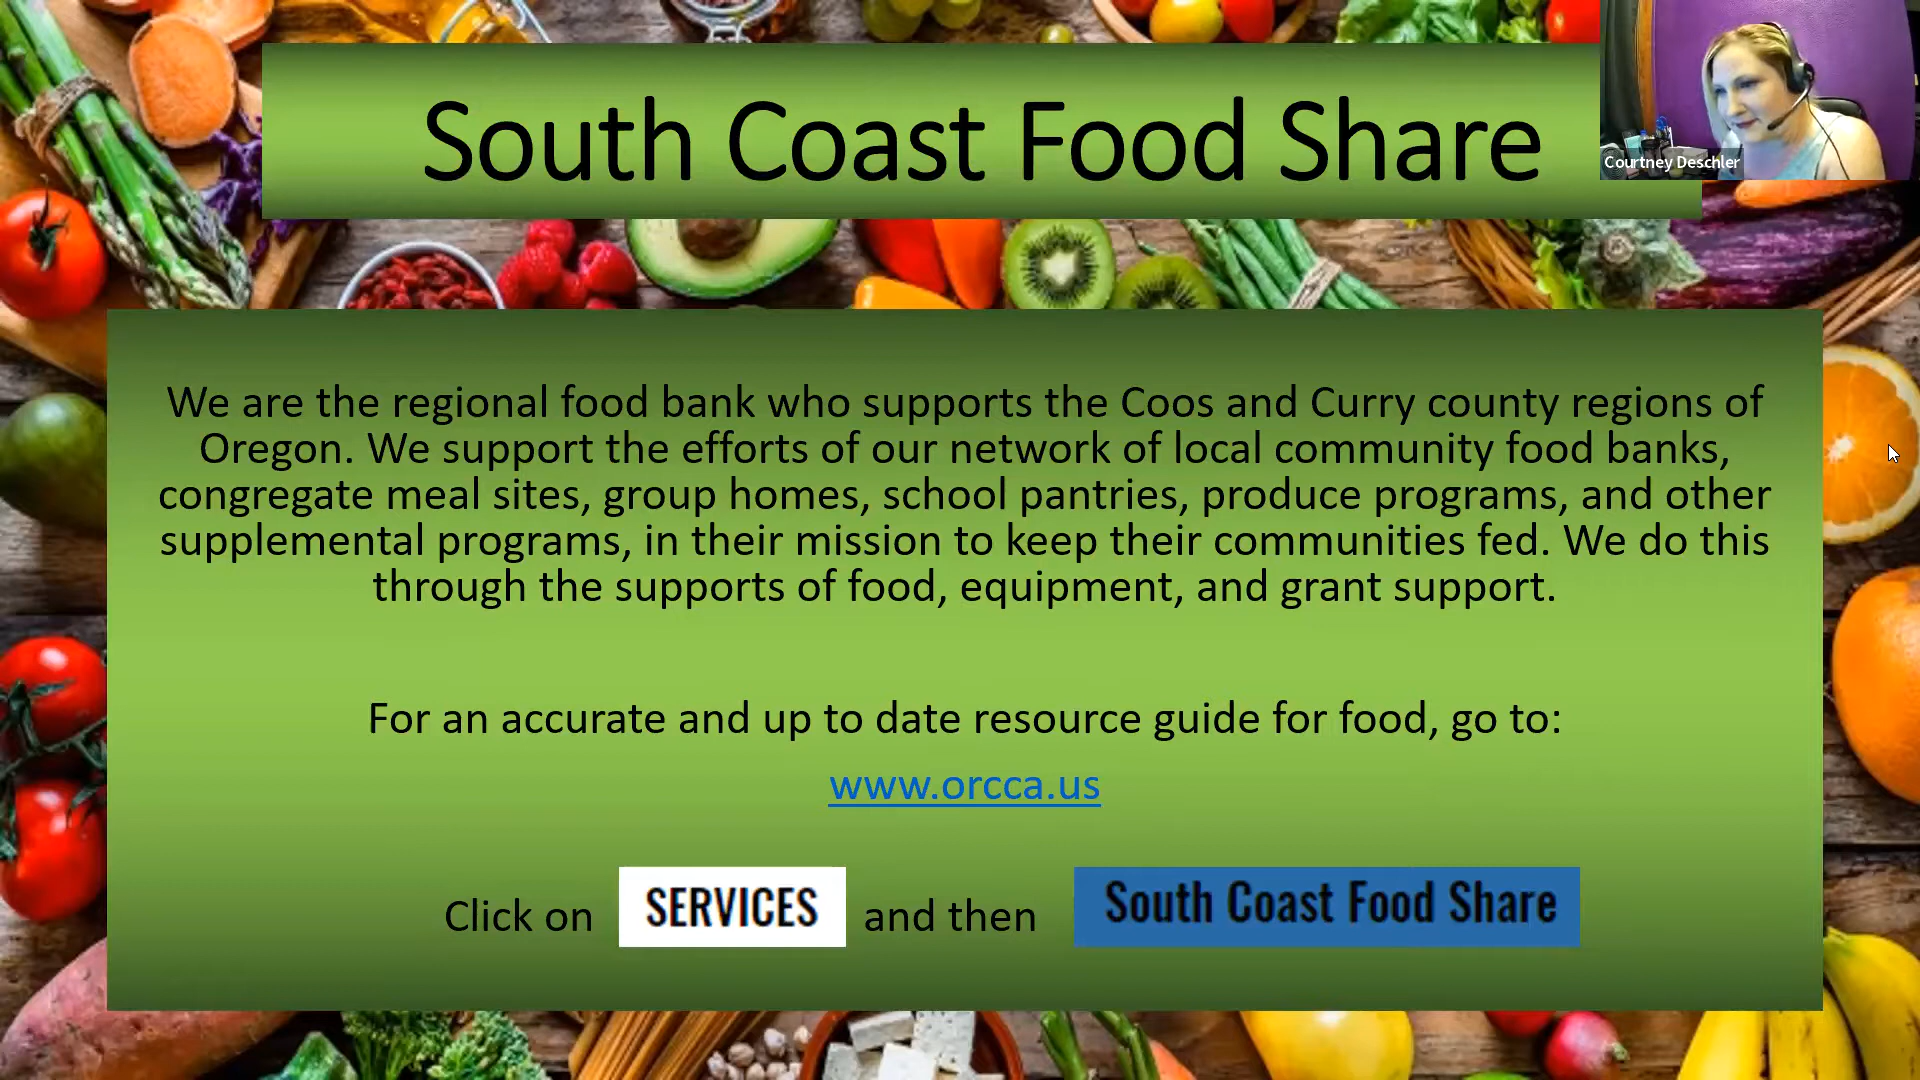 South Coast Food Share
Courtney Deschler
We are the regional food bank who supports the Coos and Curry county regions of
Oregon. We support the efforts of our network of local community food banks,
congregate meal sites, group homes, school pantries, produce programs, and other
supplemental programs, in their mission to keep their communities fed. We do this
through the supports of food, equipment, and grant support.
For an accurate and up to date resource guide for food, go to:
www.orcca.us
Click on SERVICES and then South Coast Food Share